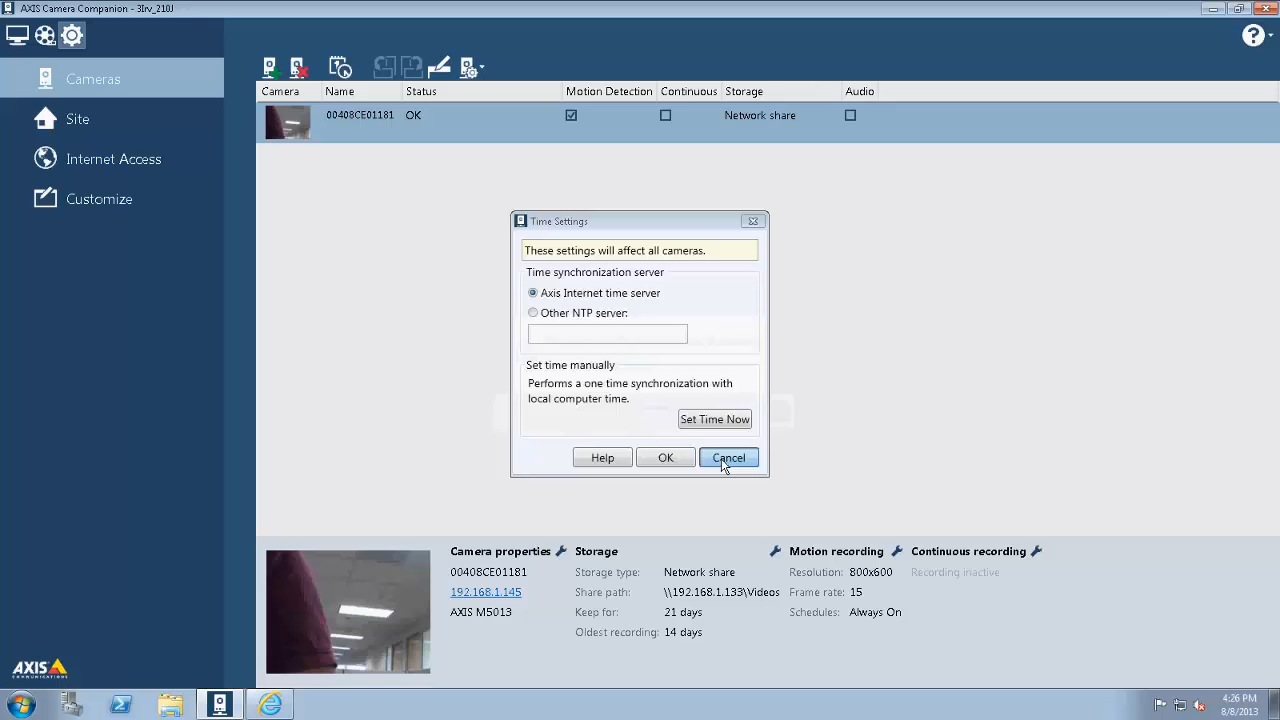 AXIS Camera Companion - 3Irv_210J
Cameras
Site
Internet Access
Customize
Camera Name Status Motion Detection Continuous Storage Audio
00408CE01181 OK Network share
Time Settings
These settings will affect all cameras.
Time synchronization server
Axis Internet time server
Other NTP server:
Set time manually
Performs a one time synchronization with
local computer time.
Set Time Now
Help OK Cancel
Camera properties Storage Motion recording Continuous recording
00408CE01181 Storage type: Network share Resolution: 800x600 Recording inactive
192.168.1.145 Share path: \\192.168.1.133\Videos Frame rate: 15
AXIS M5013 Keep for: 21 days Schedules: Always On
Oldest recording: 14 days
AXIS
COMMUNICATIONS
4:26 PM
8/8/2013